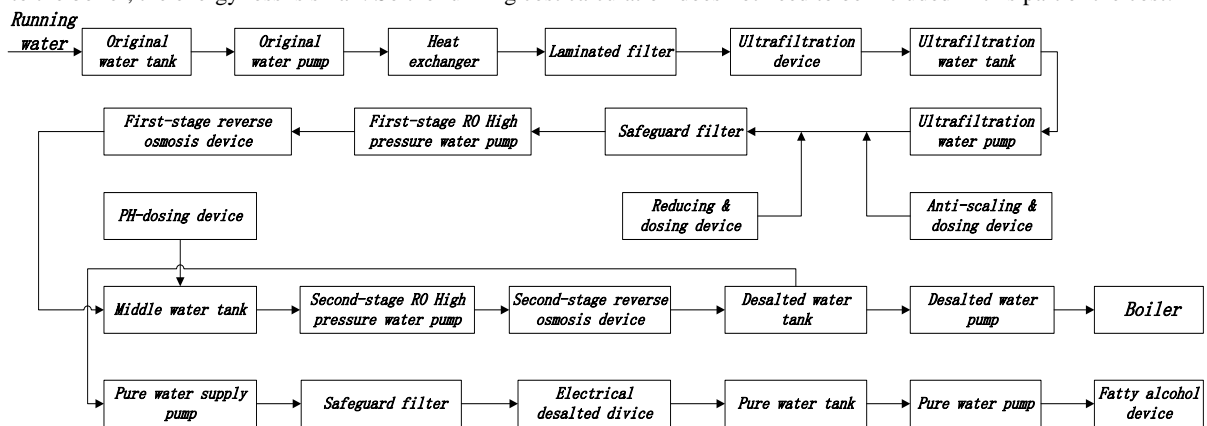 Running
water
Original
water tank
Original
water pump
Heat
exchanger
Laminated filter
Ultrafiltration
device
Ultrafiltration
water tank
First-stage reverse
osmosis device
First-stage RO High
pressure water pump
Safeguard filter
Ultrafiltration
water pump
PH-dosing device
Reducing &
dosing device
Anti-scaling &
dosing device
Middle water tank
Second-stage RO High
pressure water pump
Second-stage reverse
osmosis device
Desalted water
tank
Desalted water
pump
Boiler
Pure water supply
pump
Safeguard filter
Electrical
desalted divice
Pure water tank
Pure water pump
Fatty alcohol
device